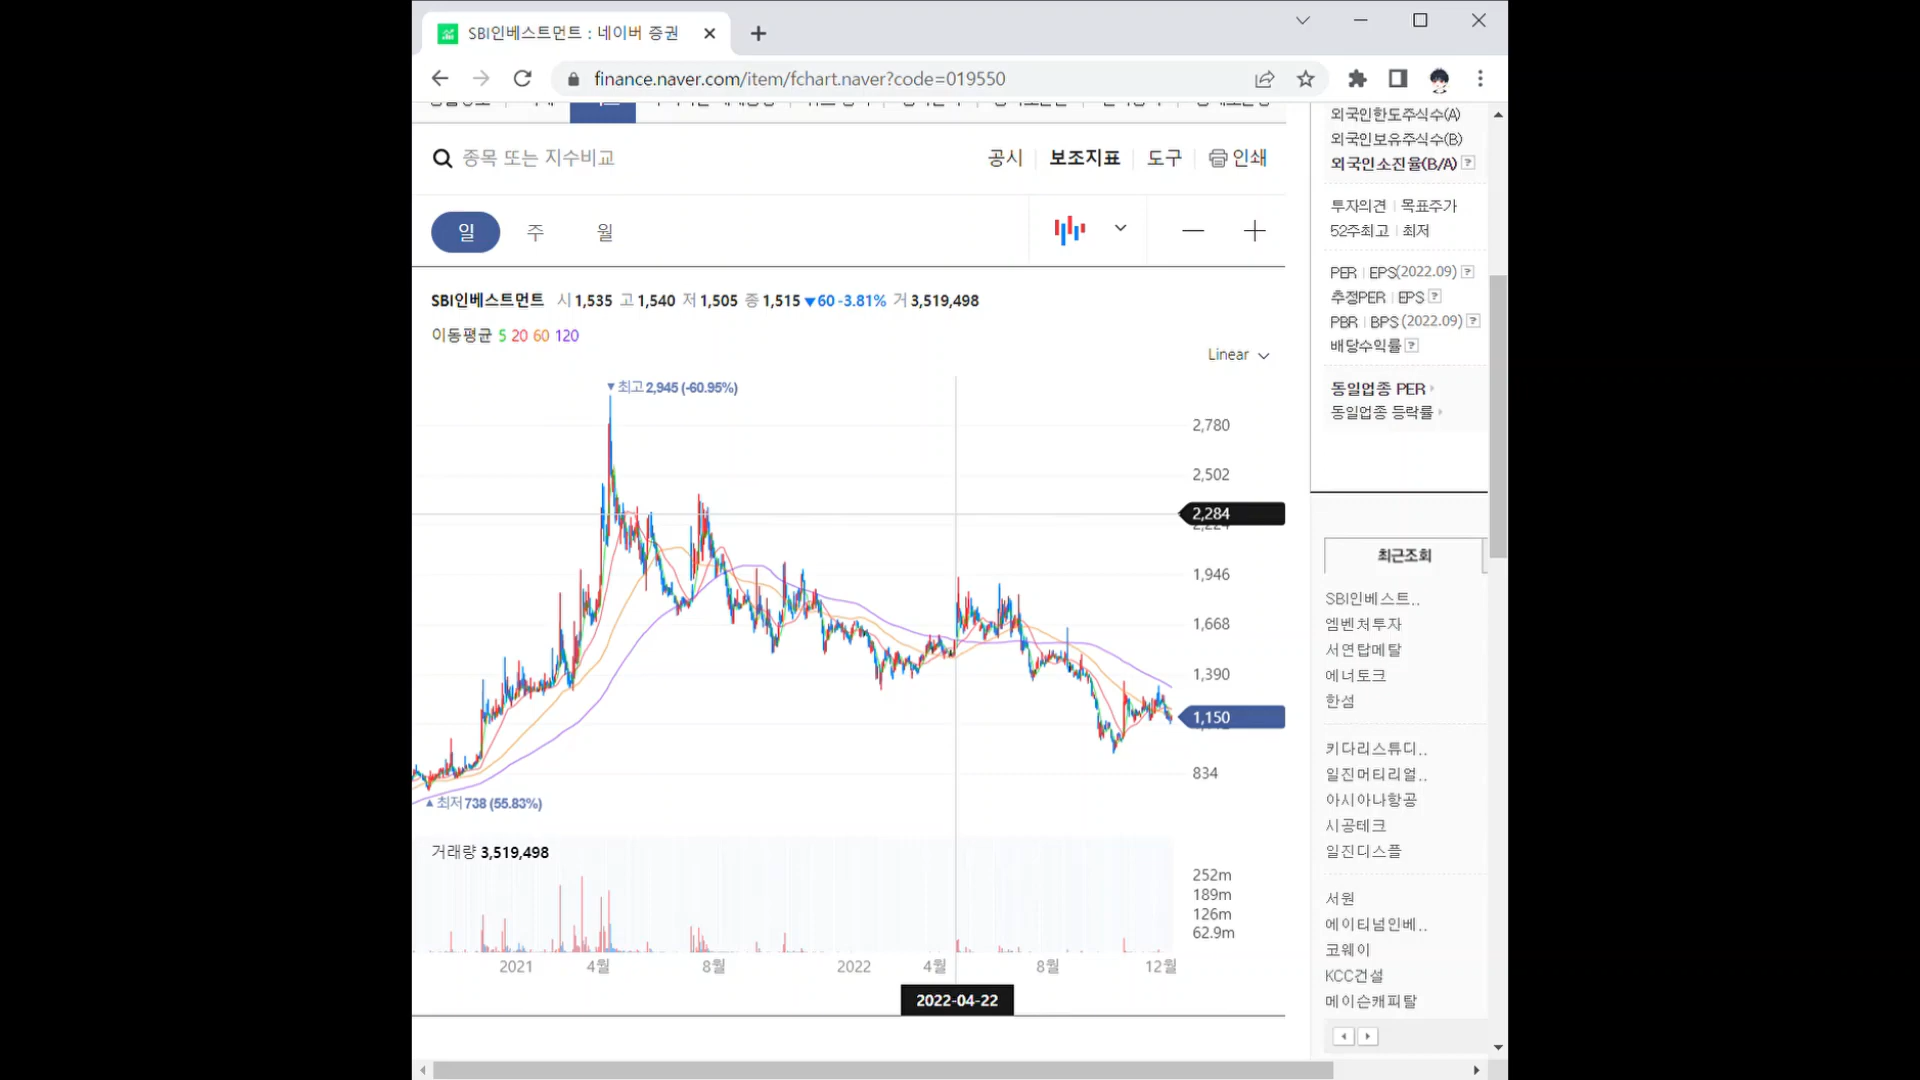 SBI인베스트먼트 : 네이버 증권
finance.naver.com/item/fchart.naver?code=019550
종목 또는 지수비교
공시 보조지표 도구 인쇄
일 주 월
SBI인베스트먼트 시 1,535 고 1,540 저 1,505 종 1,515 ▼60 -3.81% 거 3,519,498
이동평균 5 20 60 120
Linear
▼최고 2,945 (-60.95%)
2,780
2,502
2,284
1,946
1,668
1,390
1,150
834
▲최저 738 (55.83%)
거래량 3,519,498
252m
189m
126m
62.9m
2021 4월 8월 2022 4월 8월 12월
2022-04-22
외국인한도주식수(A)
외국인보유주식수(B)
외국인소진율(B/A) ?
투자의견 | 목표주가
52주최고 | 최저
PER | EPS(2022.09) ?
추정PER | EPS ?
PBR | BPS (2022.09) ?
배당수익률 ?
동일업종 PER
동일업종 등락률
최근조회
SBI인베스트..
엠벤처투자
서연탑메탈
에너토크
한섬
키다리스튜디..
일진머티리얼..
아시아나항공
시공테크
일진디스플
서원
에이티넘인베..
코웨이
KCC건설
메이슨캐피탈